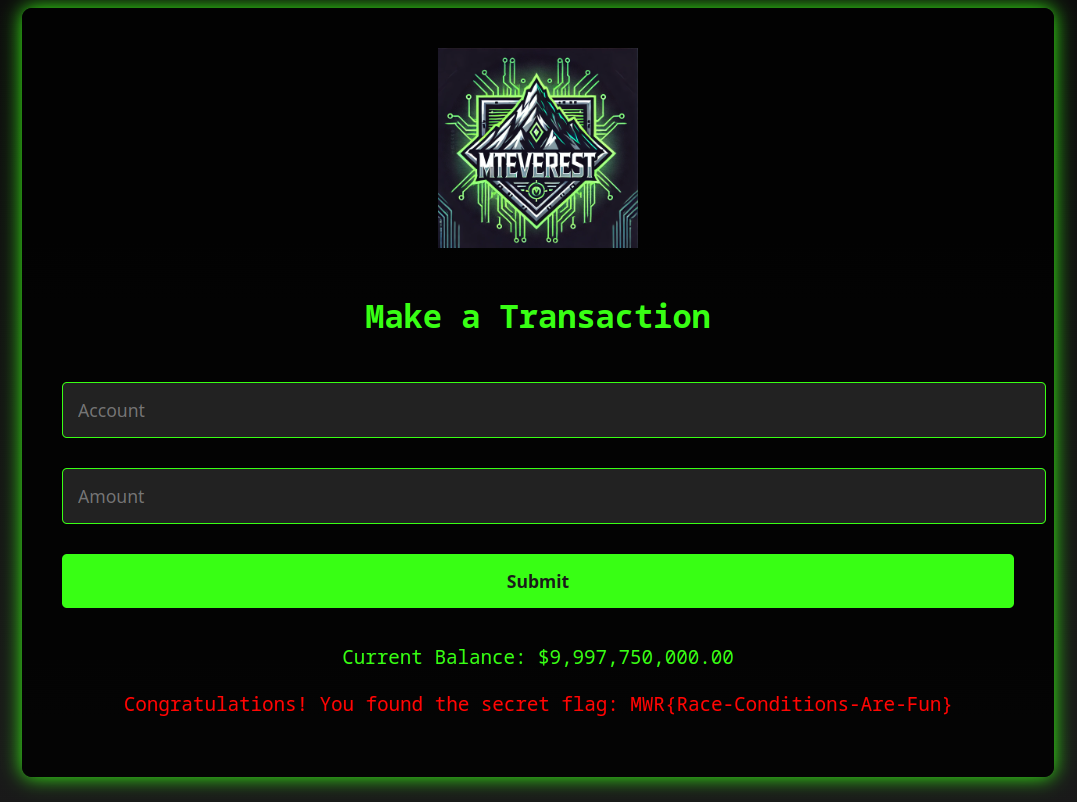 MTEVEREST
Make a Transaction
Account
Amount
Submit
Current Balance: $9,997,750,000.00
Congratulations! You found the secret flag: MWR{Race-Conditions-Are-Fun}